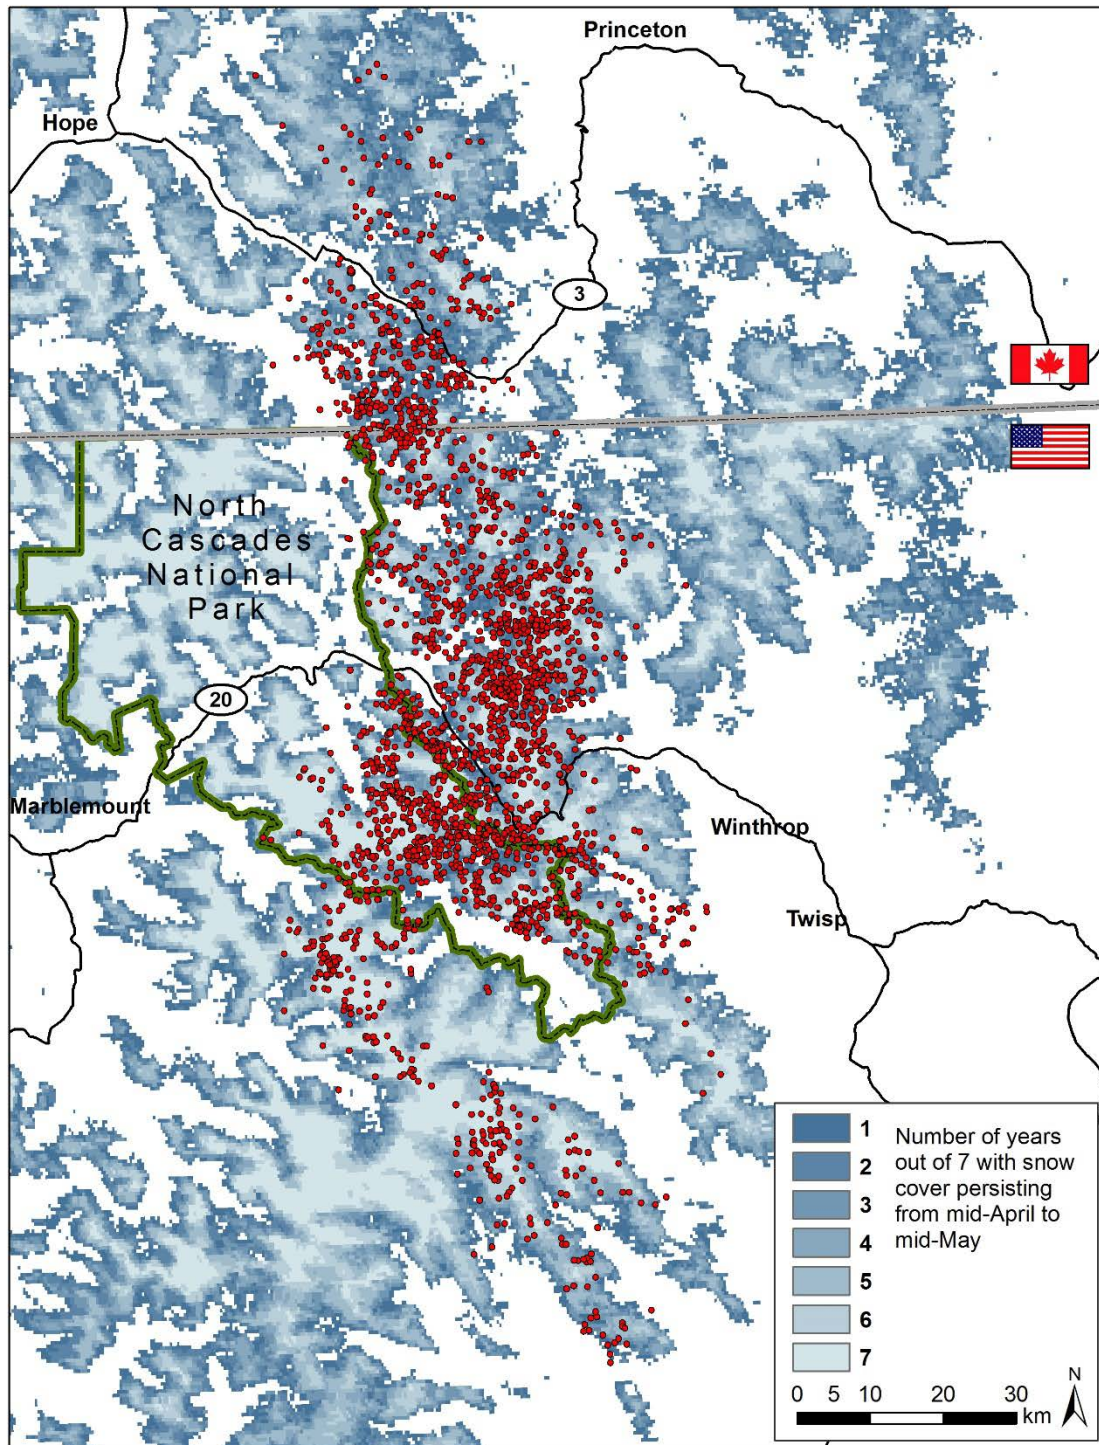 Princeton
Hope
3
North
Cascades
National
Park
20
Marblemount
Winthrop
Twisp
1
2
3
4
5
6
7
Number of years
out of 7 with snow
cover persisting
from mid-April to
mid-May
N
0 5 10 20 30
km